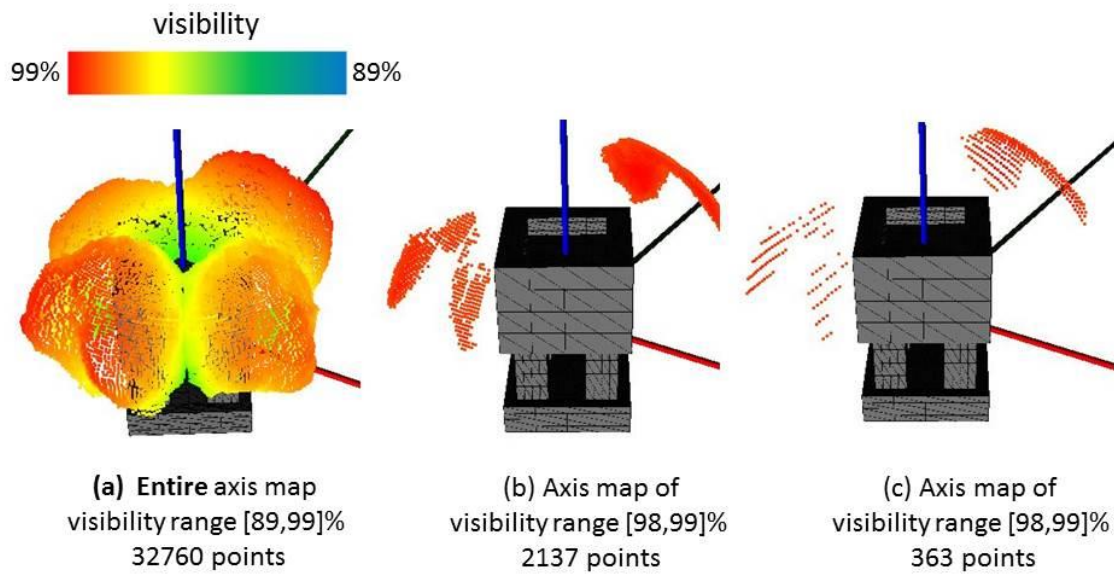 visibility
99% 89%
(a) Entire axis map
visibility range [89,99]%
32760 points
(b) Axis map of
visibility range [98,99]%
2137 points
(c) Axis map of
visibility range [98,99]%
363 points